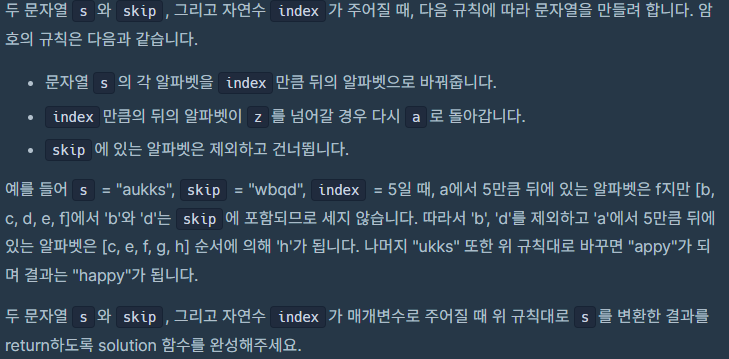 두 문자열 s 와 skip, 그리고 자연수 index 가 주어질 때, 다음 규칙에 따라 문자열을 만들려 합니다. 암
호의 규칙은 다음과 같습니다.
• 문자열 s 의 각 알파벳을 index 만큼 뒤의 알파벳으로 바꿔줍니다.
• index 만큼의 뒤의 알파벳이 z 를 넘어갈 경우 다시 a 로 돌아갑니다.
• skip 에 있는 알파벳은 제외하고 건너뜁니다.
예를 들어 s = "aukks", skip = "wbqd", index = 5일 때, a에서 5만큼 뒤에 있는 알파벳은 f지만 [b,
c, d, e, f]에서 'b'와 'd'는 skip 에 포함되므로 세지 않습니다. 따라서 'b', 'd'를 제외하고 'a'에서 5만큼 뒤에
있는 알파벳은 [c, e, f, g, h] 순서에 의해 'h'가 됩니다. 나머지 "ukks" 또한 위 규칙대로 바꾸면 "appy"가 되
며 결과는 "happy"가 됩니다.
두 문자열 s 와 skip, 그리고 자연수 index 가 매개변수로 주어질 때 위 규칙대로 s 를 변환한 결과를
return하도록 solution 함수를 완성해주세요.